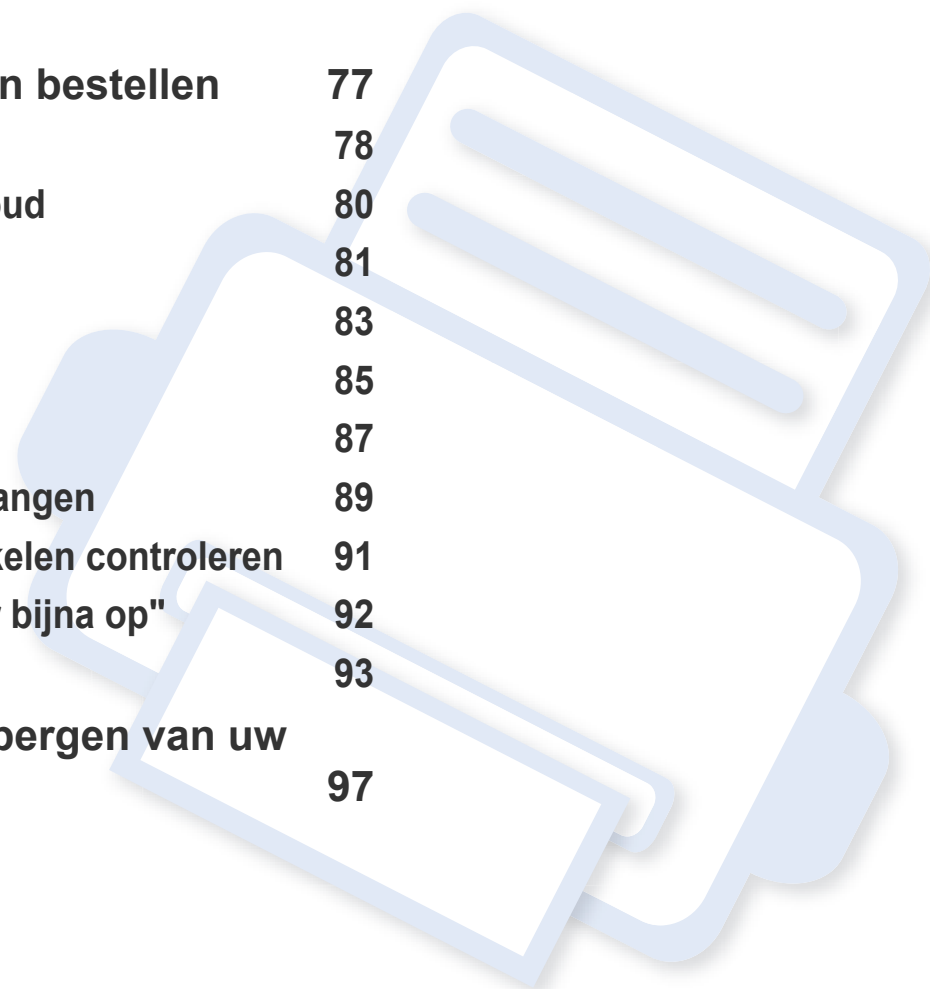 n bestellen 77
78
oud 80
81
83
85
87
angen 89
kelen controleren 91
bijna op" 92
93
bergen van uw
97